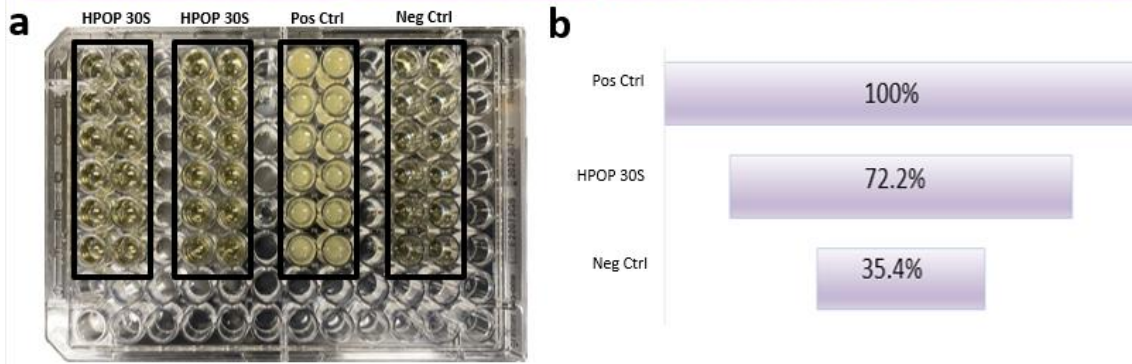 a
HPOP 30S HPOP 30S Pos Ctrl Neg Ctrl
A
C
D
E
b
Pos Ctrl 100%
HPOP 30S 72.2%
Neg Ctrl 35.4%